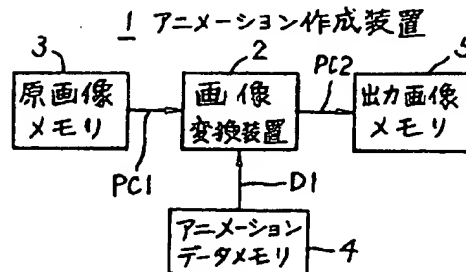 1 アニメーション作成装置
3
2
PC2
5
原画像
メモリ
画像
変換装置
出力画像
メモリ
PC1
D1
アニメーション
データメモリ
4